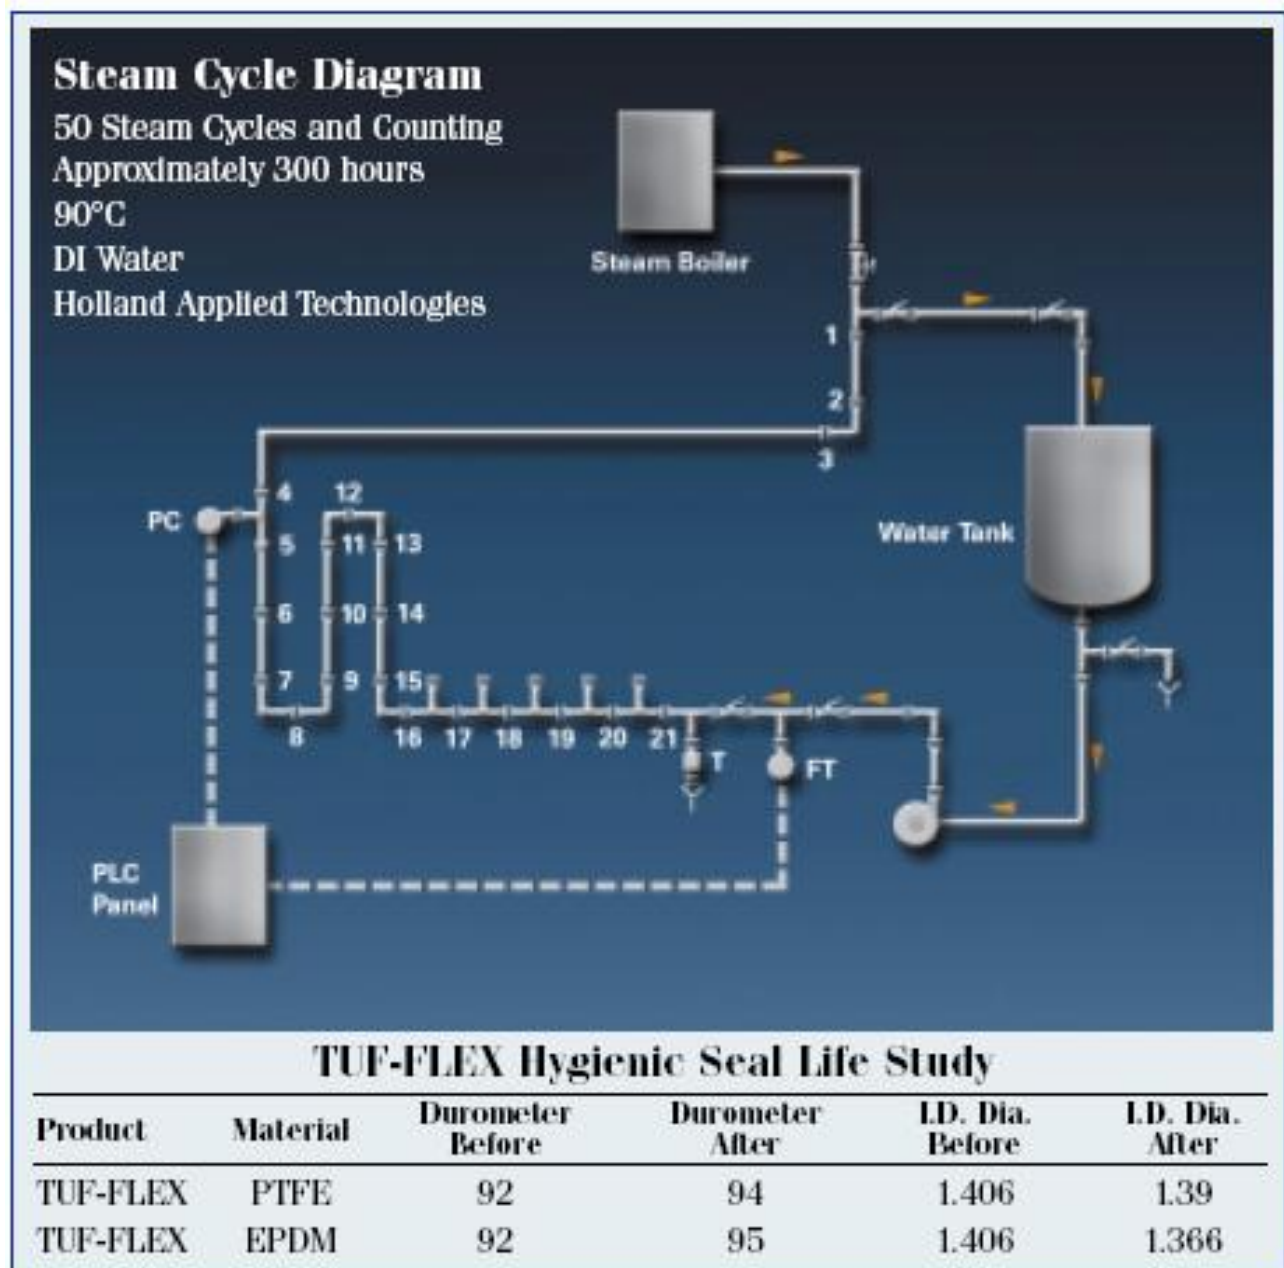 Steam Cycle Diagram
50 Steam Cycles and Counting
Approximately 300 hours
90°C
DI Water
Holland Applied Technologies
Steam Boiler
1
2
3
4
12
PC
5
11
13
Water Tank
6
10
14
7
9
15
8
16
17
18
19
20
21
T
FT
PLC
Panel
TUF-FLEX Hygienic Seal Life Study
Product Material Durometer Before Durometer After I.D. Dia. Before I.D. Dia. After
TUF-FLEX PTFE 92 94 1.406 1.39
TUF-FLEX EPDM 92 95 1.406 1.366